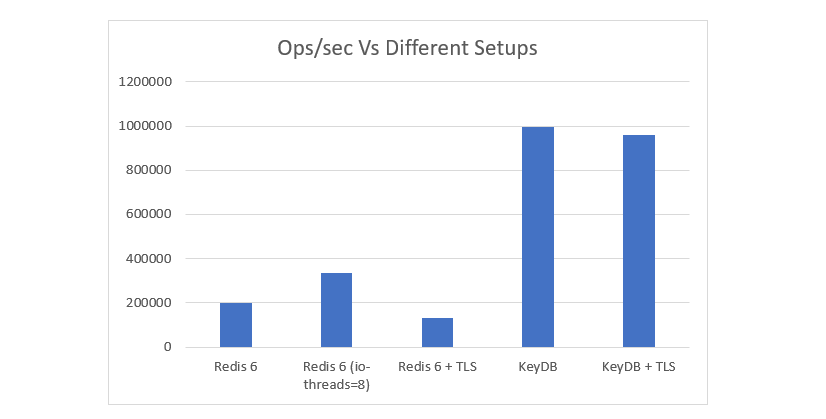 Ops/sec Vs Different Setups
1200000
1000000
800000
600000
400000
200000
0
Redis 6
Redis 6 (io-
threads=8)
Redis 6 + TLS
KeyDB
KeyDB + TLS